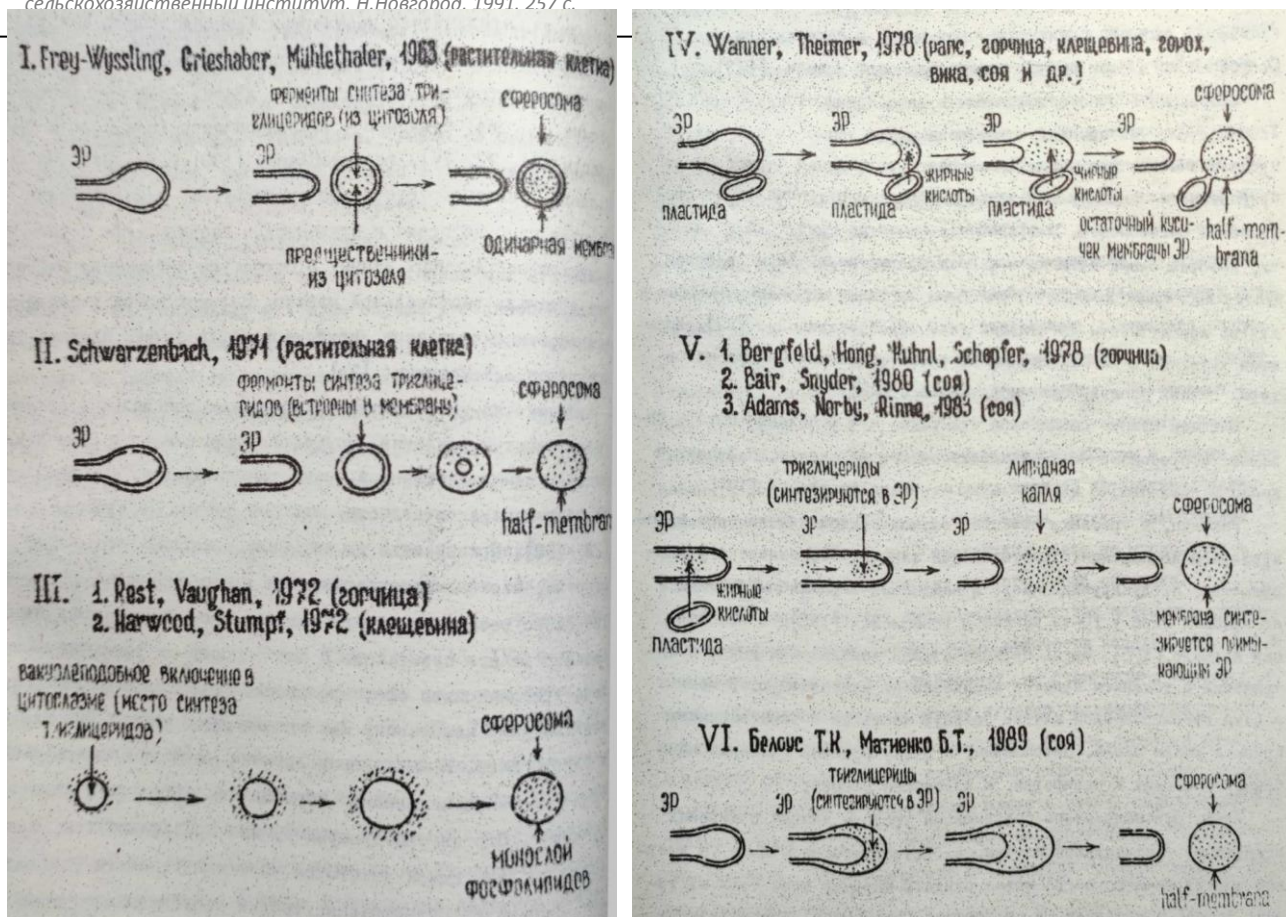 сельскохозяйственный институт. Н.Новгород. 1991. 257 с.
I. Frey-Wyssling, Grieshaber, Mühlethaler, 1963 (растительная клетка)
ферменты синтеза три-
глицеридов (из цитозоля)
сферосома
ЭР
ЭР
предшественники-
из цитозоля
одинарная мембра
II. Schwarzenbach, 1971 (растительная клетка)
ферменты синтеза триглице-
ридов (встроены в мембрану)
сферосома
ЭР
ЭР
half-membran
III. 1. Rest, Vaughan, 1972 (горчица)
2. Harwood, Stumpf, 1972 (клещевина)
вакуолеподобное включение в
цитоплазме (место синтеза
триглицеридов)
сферосома
монослой
фосфолипидов
IV. Wanner, Theimer, 1978 (рапс, горчица, клещевина, горох,
вика, соя и др.)
сферосома
ЭР
ЭР
ЭР
ЭР
пластида
пластида
жирные
кислоты
пластида
жирные
кислоты
остаточный кусо-
чек мембраны ЭР
half-mem-
brana
V. 1. Bergfeld, Hong, Kuhnl, Schopfer, 1978 (горчица)
2. Bair, Snyder, 1980 (соя)
3. Adams, Norby, Rinne, 1983 (соя)
триглицериды
(синтезируются в ЭР)
липидная
капля
сферосома
ЭР
ЭР
ЭР
жирные
кислоты
пластида
мембрана синте-
зируется примы-
кающим ЭР
VI. Белоус Т.К., Матиенко Б.Т., 1989 (соя)
триглицериды
(синтезируются в ЭР)
сферосома
ЭР
ЭР
ЭР
half-membrana